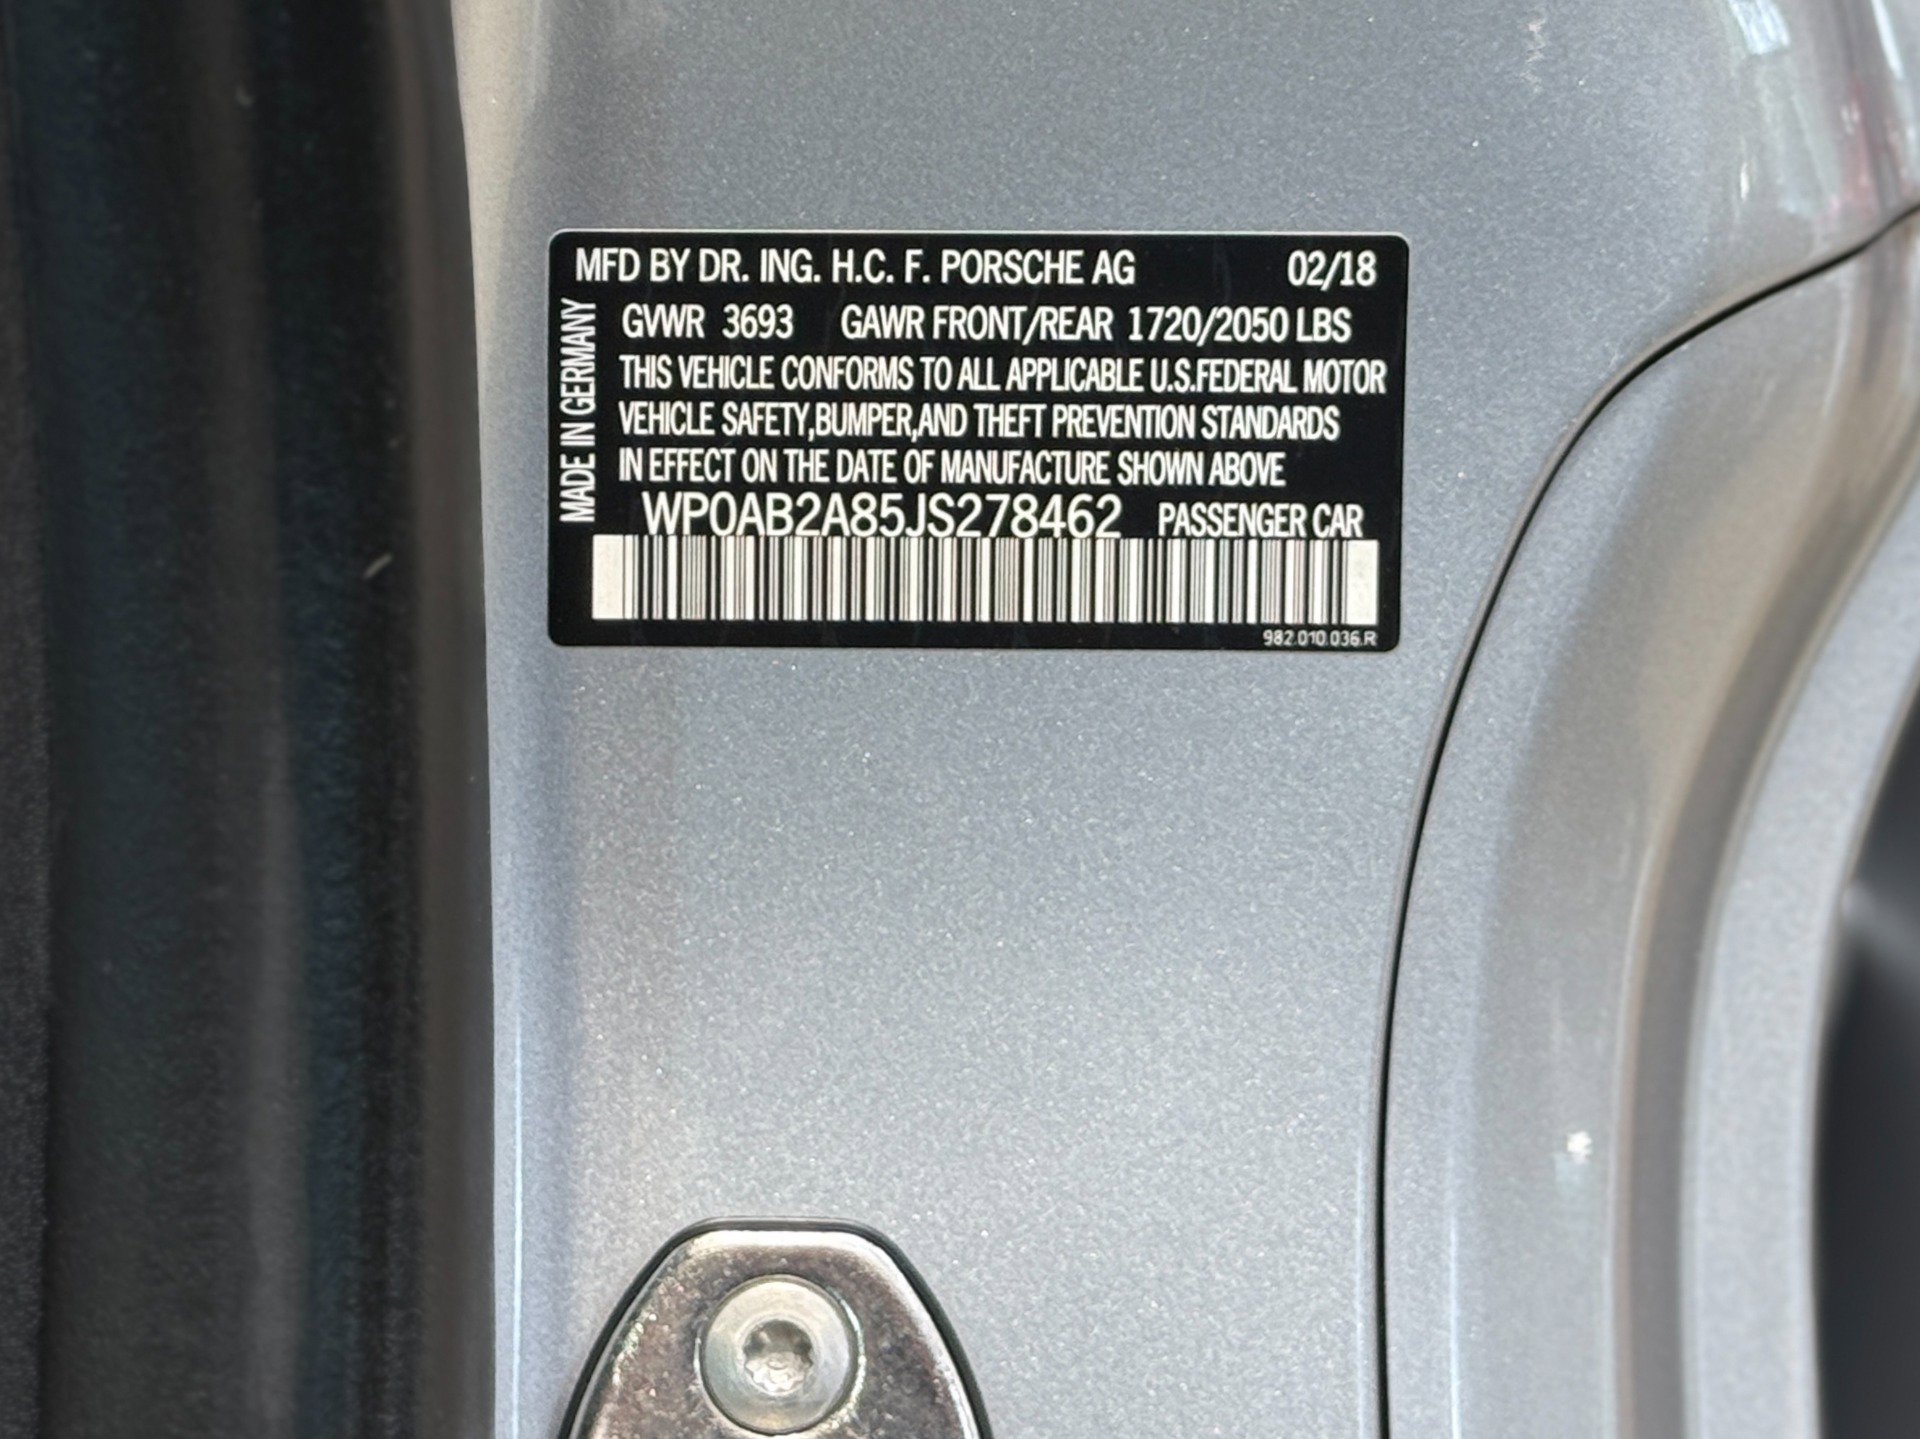 MFD BY DR. ING. H.C. F. PORSCHE AG 02/18
GVWR 3693 GAWR FRONT/REAR 1720/2050 LBS
THIS VEHICLE CONFORMS TO ALL APPLICABLE U.S.FEDERAL MOTOR
VEHICLE SAFETY,BUMPER,AND THEFT PREVENTION STANDARDS
IN EFFECT ON THE DATE OF MANUFACTURE SHOWN ABOVE
WP0AB2A85JS278462 PASSENGER CAR
982.010.036.R
MADE IN GERMANY